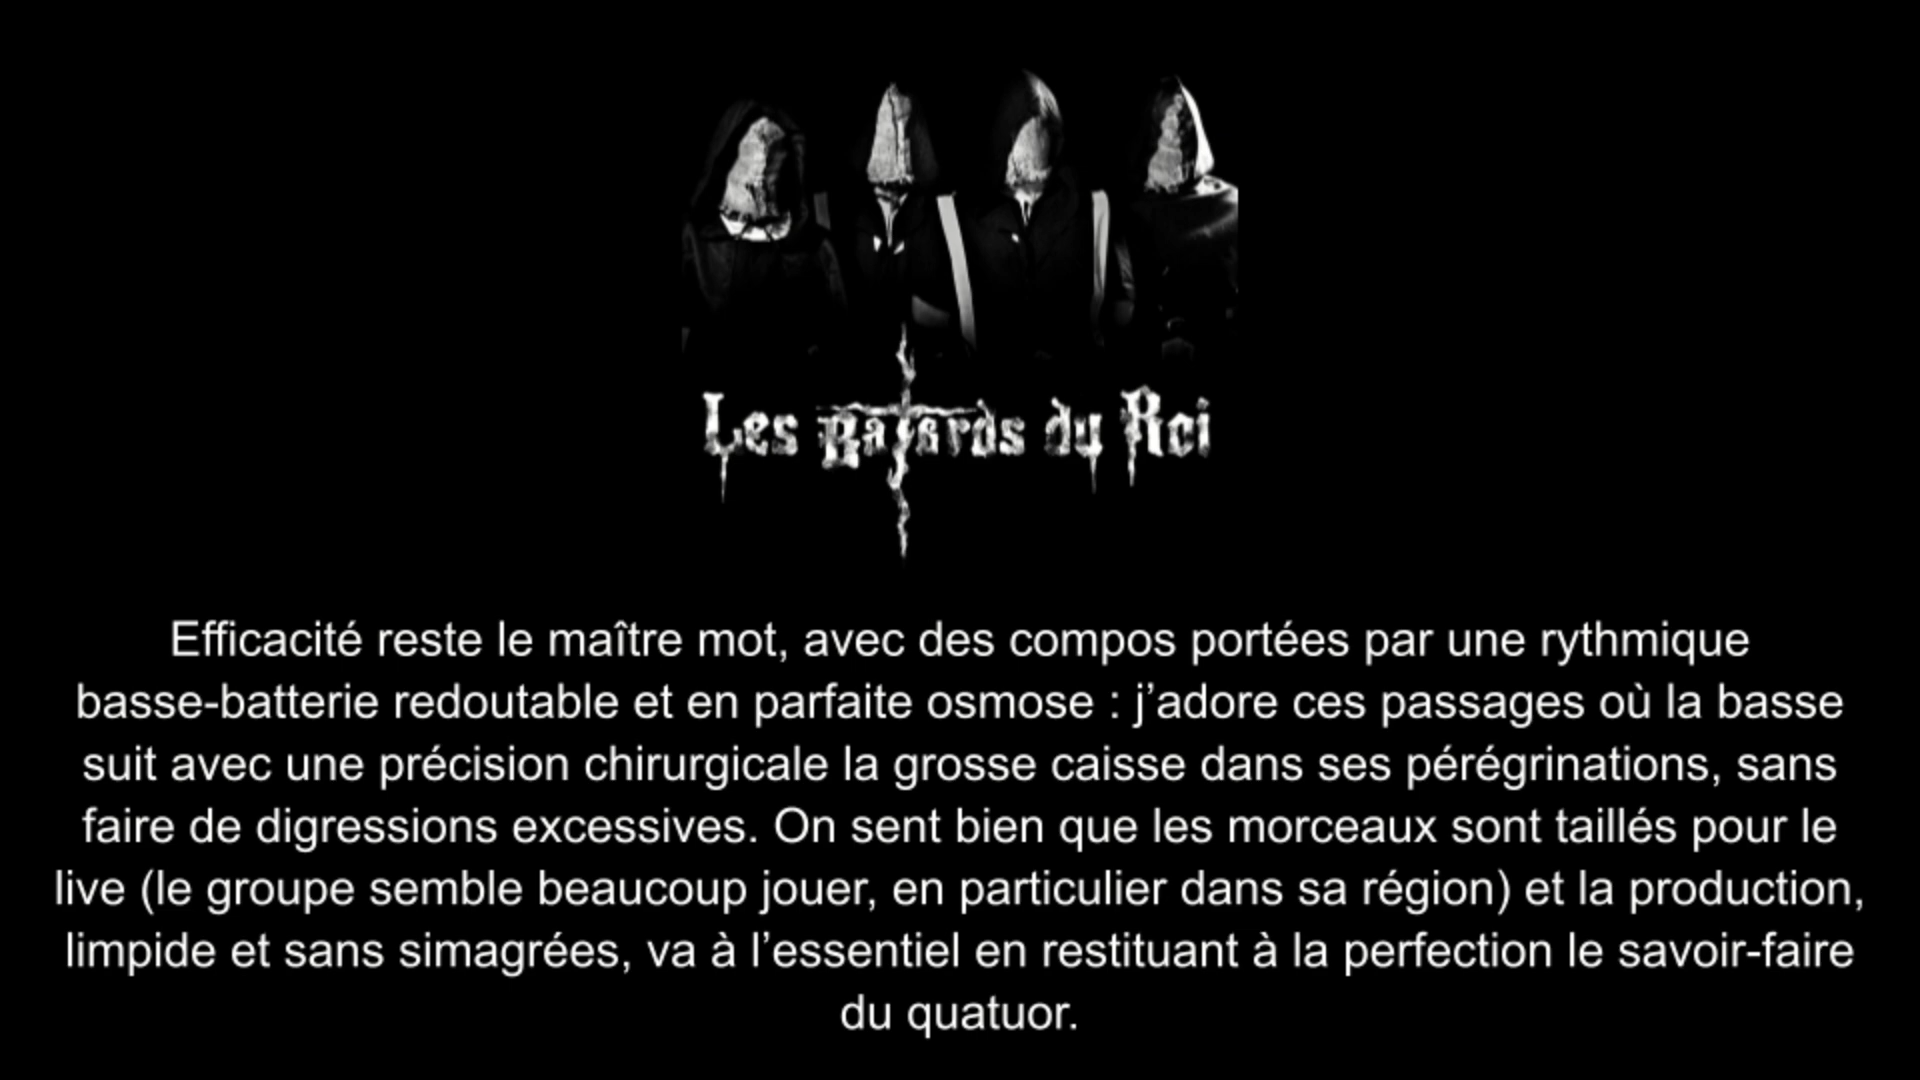 Les Batards du Roi
Efficacité reste le maître mot, avec des compos portées par une rythmique
basse-batterie redoutable et en parfaite osmose : j’adore ces passages où la basse
suit avec une précision chirurgicale la grosse caisse dans ses pérégrinations, sans
faire de digressions excessives. On sent bien que les morceaux sont taillés pour le
live (le groupe semble beaucoup jouer, en particulier dans sa région) et la production,
limpide et sans simagrées, va à l’essentiel en restituant à la perfection le savoir-faire
du quatuor.